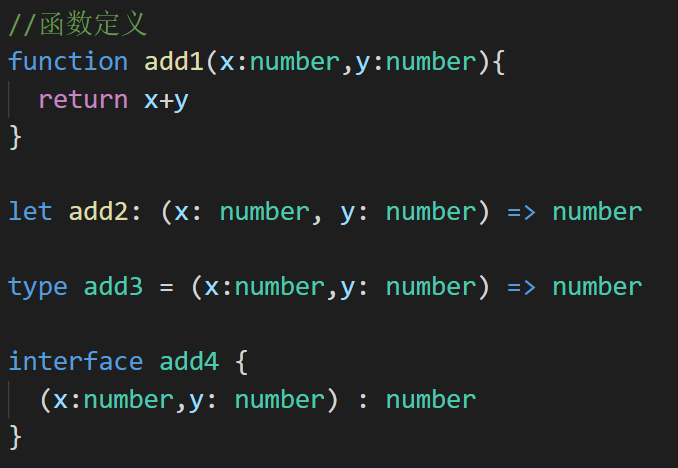 //函数定义
function add1(x:number,y:number){
  return x+y
}
let add2: (x: number, y: number) => number
type add3 = (x:number,y: number) => number
interface add4 {
  (x:number,y: number) : number
}